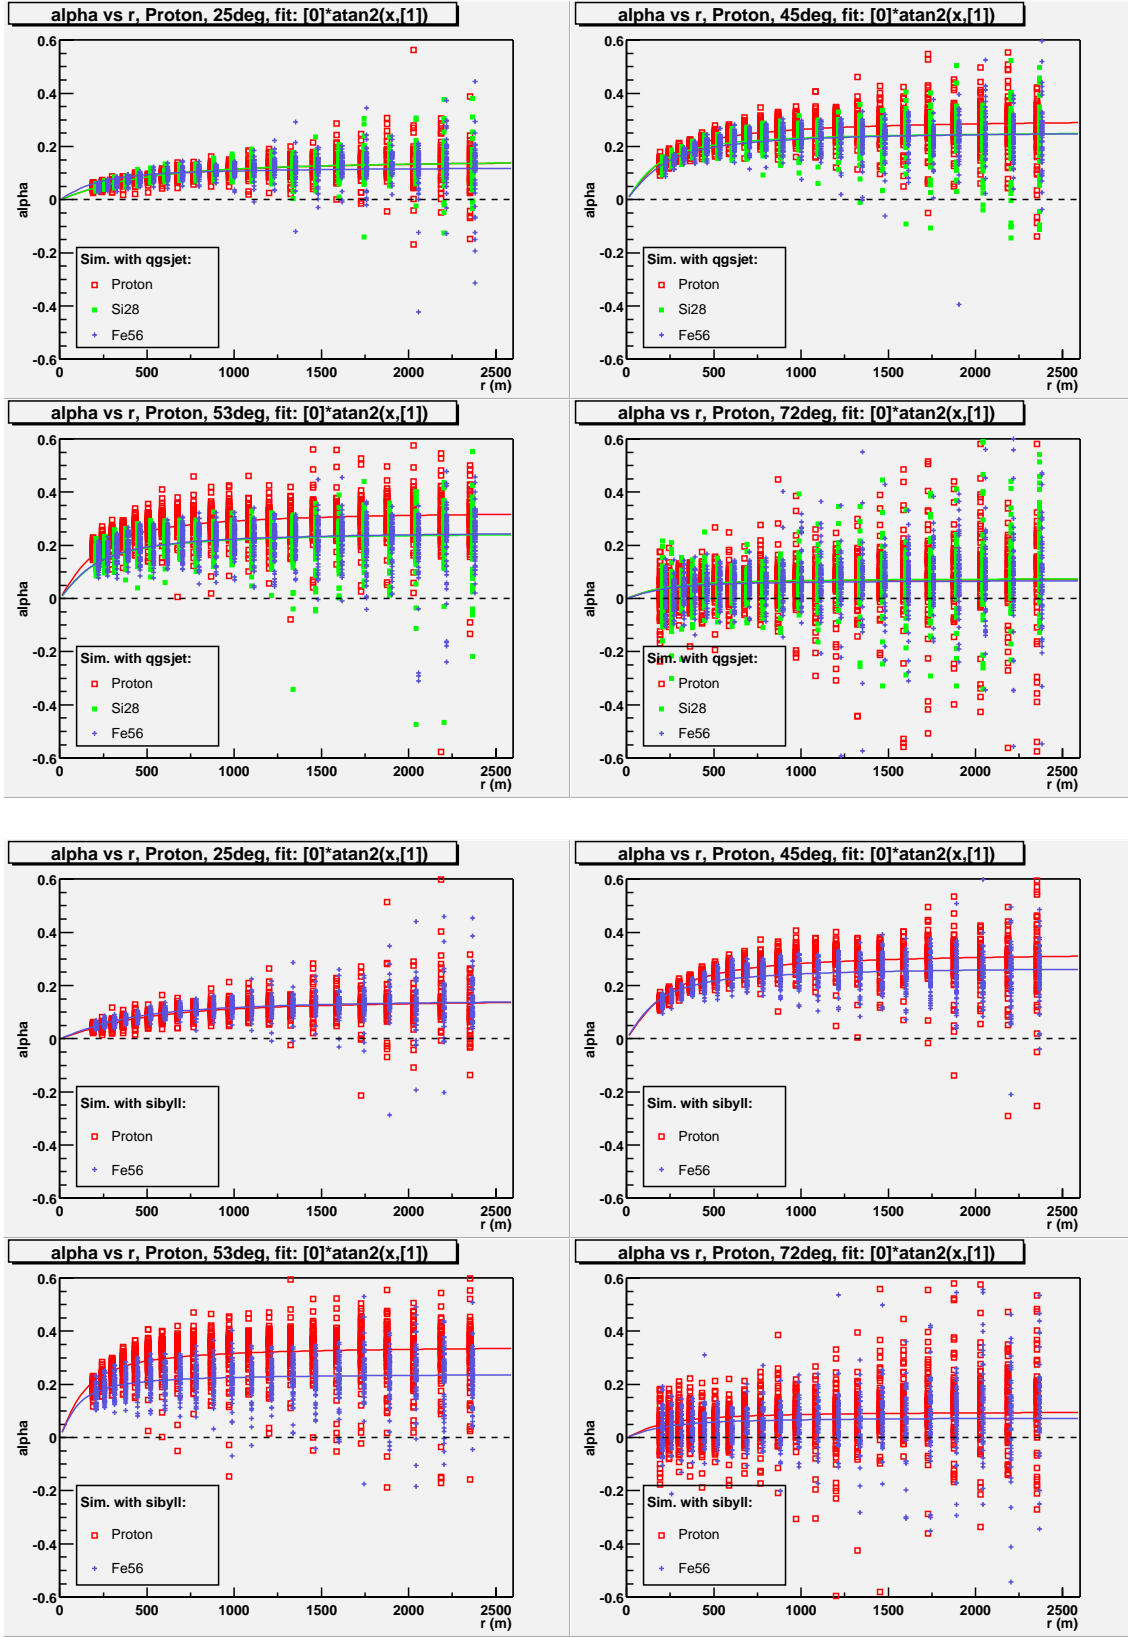 alpha vs r, Proton, 25deg, fit: [0]*atan2(x,[1])
0.6
0.4
0.2
0
-0.2
-0.4
-0.6
alpha
Sim. with qgsjet:
Proton
Si28
Fe56
0 500 1000 1500 2000 2500
r (m)
alpha vs r, Proton, 45deg, fit: [0]*atan2(x,[1])
0.6
0.4
0.2
0
-0.2
-0.4
-0.6
alpha
Sim. with qgsjet:
Proton
Si28
Fe56
0 500 1000 1500 2000 2500
r (m)
alpha vs r, Proton, 53deg, fit: [0]*atan2(x,[1])
0.6
0.4
0.2
0
-0.2
-0.4
-0.6
alpha
Sim. with qgsjet:
Proton
Si28
Fe56
0 500 1000 1500 2000 2500
r (m)
alpha vs r, Proton, 72deg, fit: [0]*atan2(x,[1])
0.6
0.4
0.2
0
-0.2
-0.4
-0.6
alpha
Sim. with qgsjet:
Proton
Si28
Fe56
0 500 1000 1500 2000 2500
r (m)
alpha vs r, Proton, 25deg, fit: [0]*atan2(x,[1])
0.6
0.4
0.2
0
-0.2
-0.4
-0.6
alpha
Sim. with sibyll:
Proton
Fe56
0 500 1000 1500 2000 2500
r (m)
alpha vs r, Proton, 45deg, fit: [0]*atan2(x,[1])
0.6
0.4
0.2
0
-0.2
-0.4
-0.6
alpha
Sim. with sibyll:
Proton
Fe56
0 500 1000 1500 2000 2500
r (m)
alpha vs r, Proton, 53deg, fit: [0]*atan2(x,[1])
0.6
0.4
0.2
0
-0.2
-0.4
-0.6
alpha
Sim. with sibyll:
Proton
Fe56
0 500 1000 1500 2000 2500
r (m)
alpha vs r, Proton, 72deg, fit: [0]*atan2(x,[1])
0.6
0.4
0.2
0
-0.2
-0.4
-0.6
alpha
Sim. with sibyll:
Proton
Fe56
0 500 1000 1500 2000 2500
r (m)